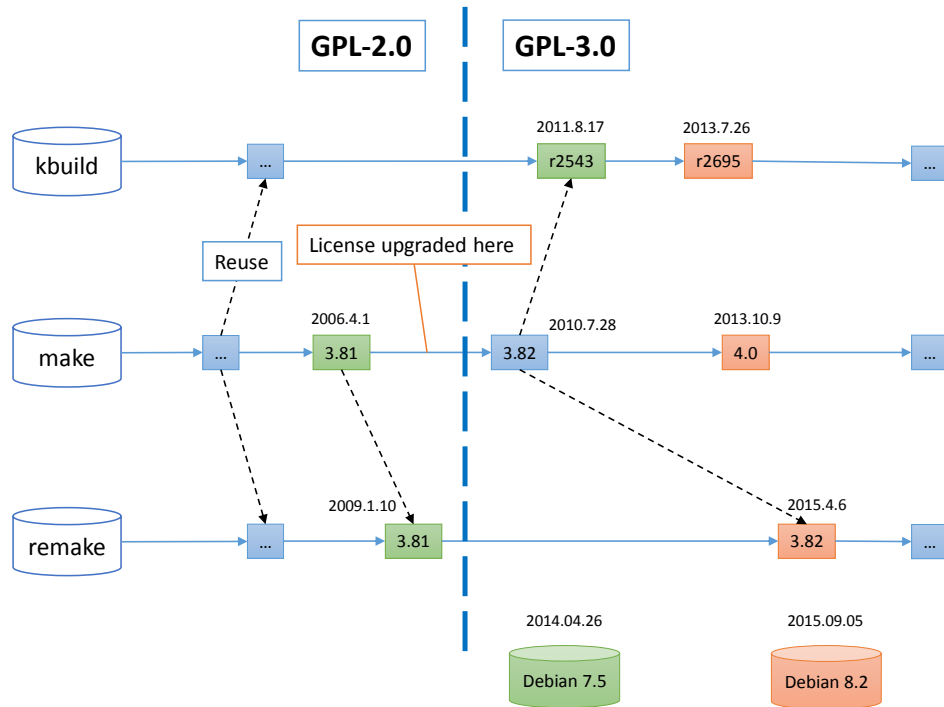 GPL-2.0
GPL-3.0
2011.8.17
2013.7.26
kbuild
...
r2543
r2695
...
License upgraded here
Reuse
2006.4.1
2010.7.28
2013.10.9
make
...
3.81
3.82
4.0
...
2009.1.10
2015.4.6
remake
...
3.81
3.82
...
2014.04.26
2015.09.05
Debian 7.5
Debian 8.2